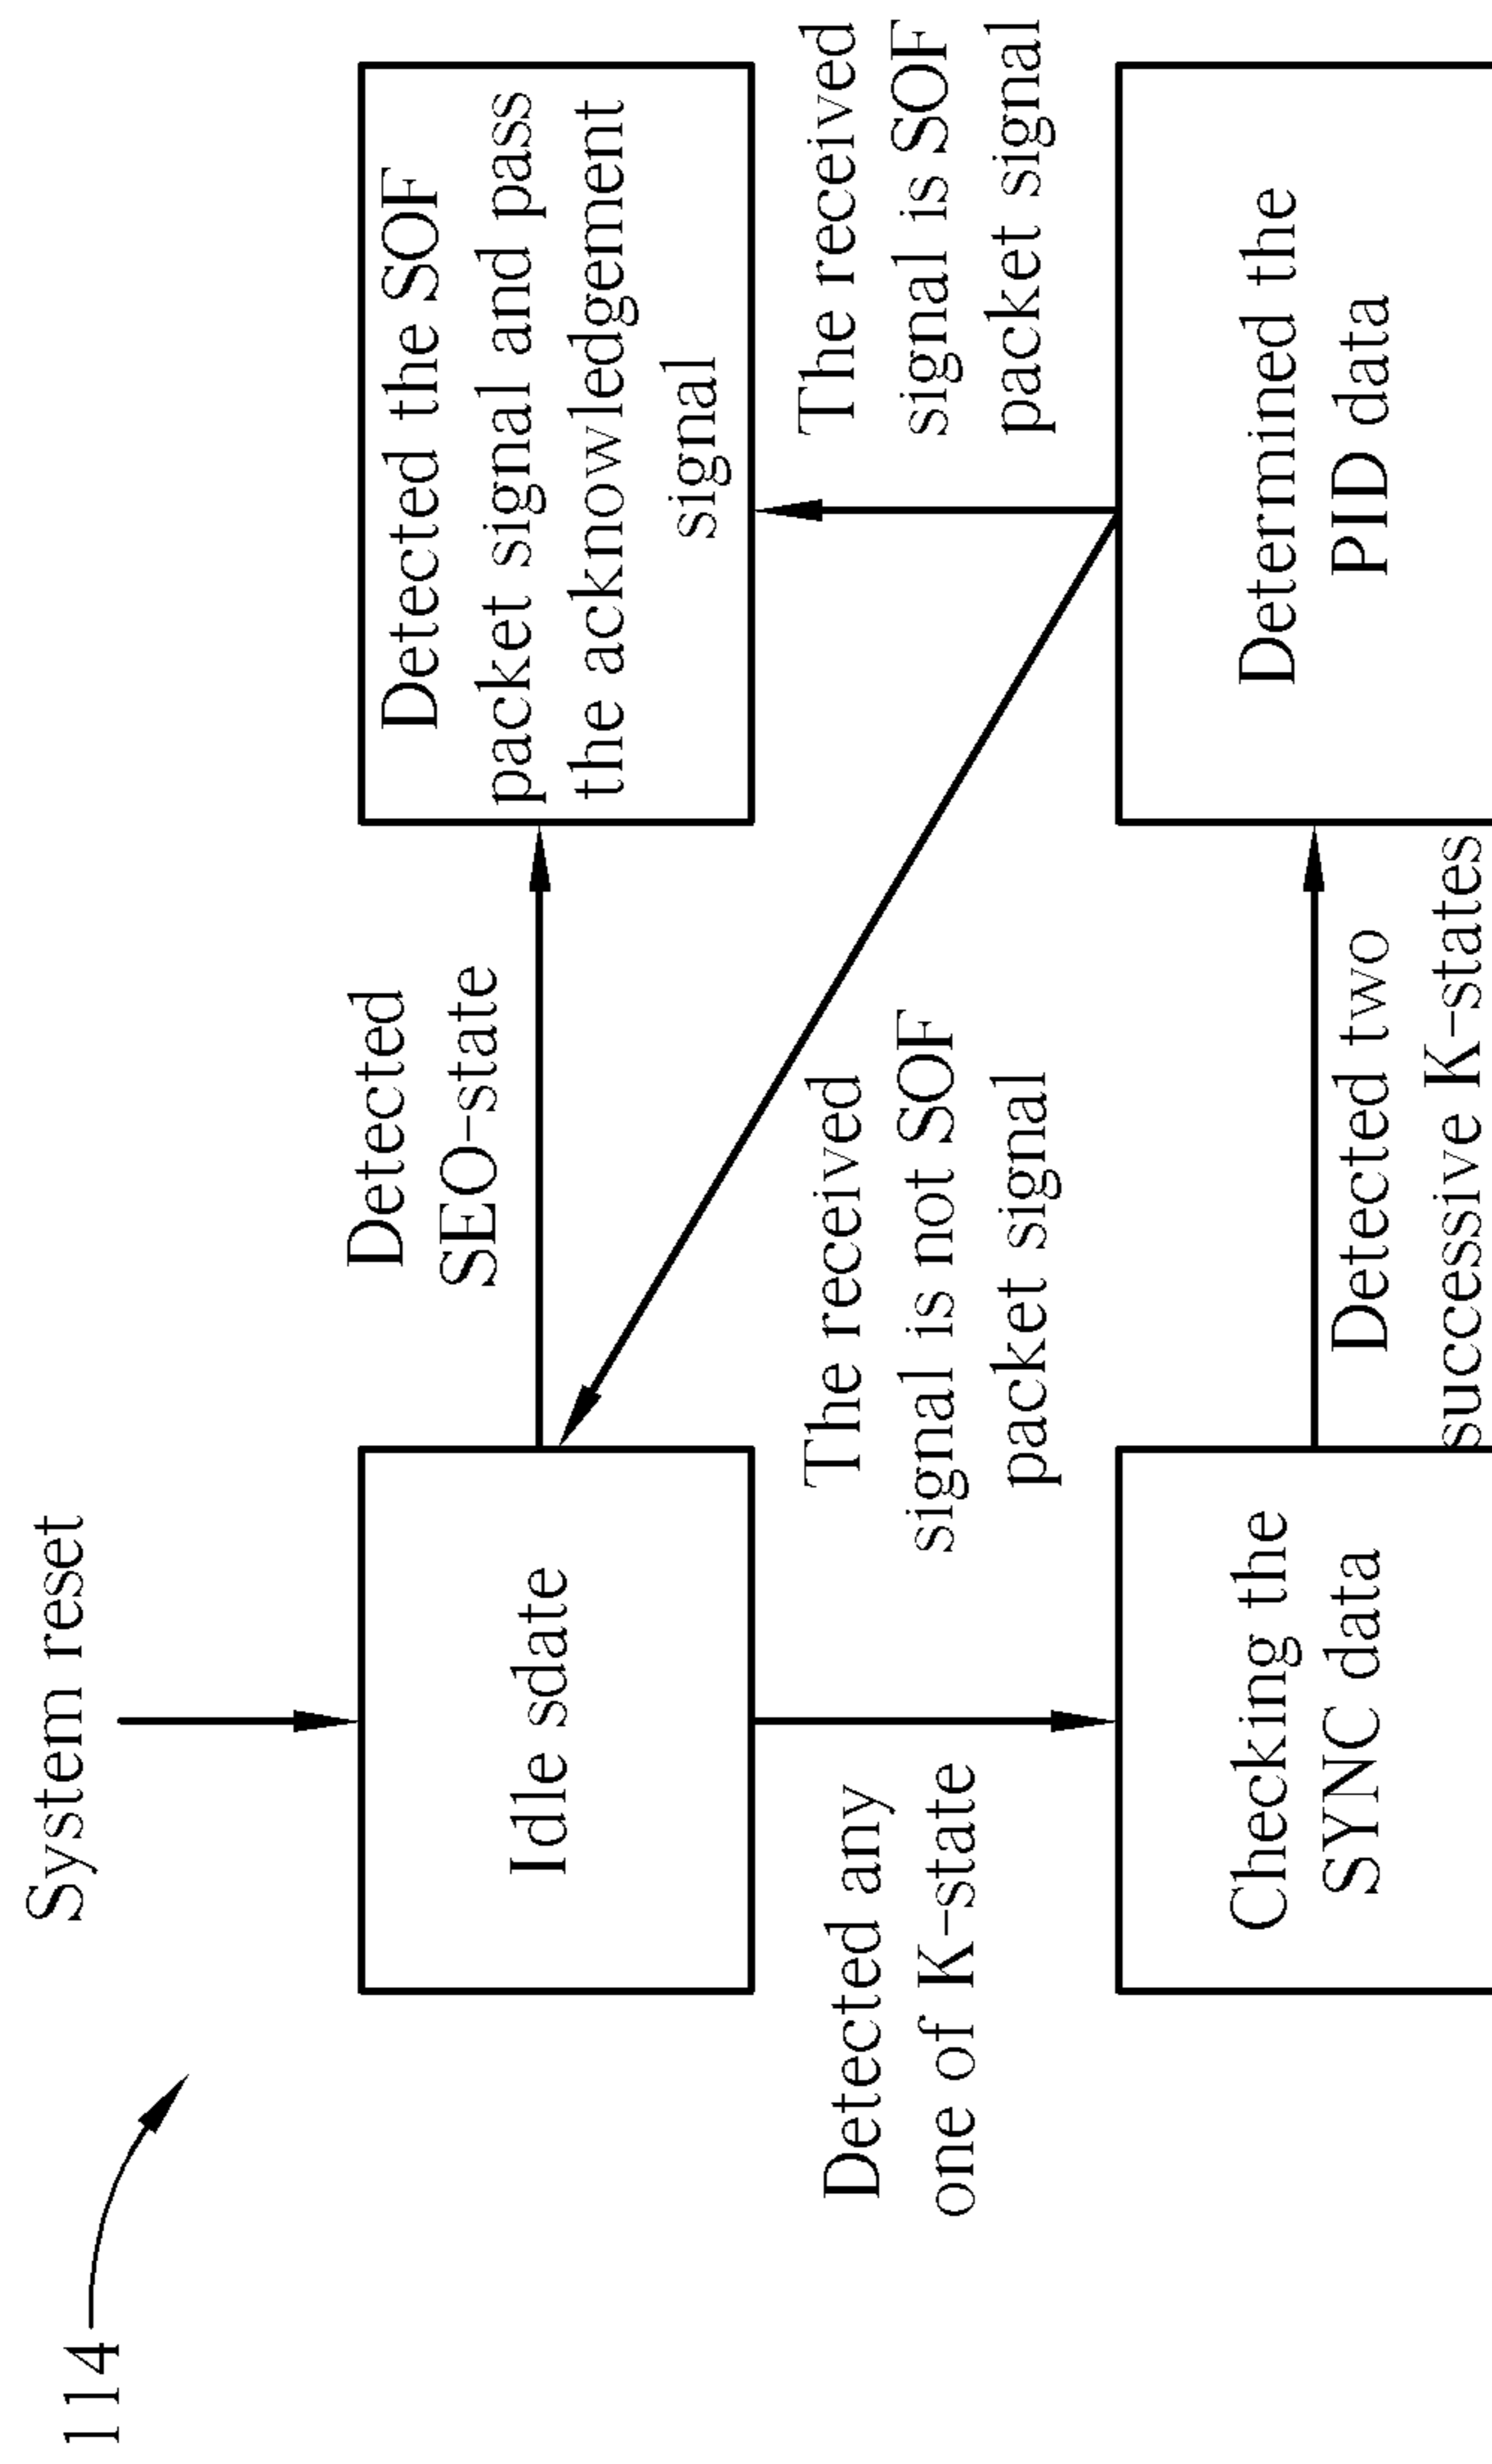 114
System reset
Idle sdate
Detected
SEO-state
Detected the SOF
packet signal and pass
the acknowledgement
signal
Detected any
one of K-state
The received
signal is not SOF
packet signal
The received
signal is SOF
packet signal
Checking the
SYNC data
Detected two
successive K-states
Determined the
PID data